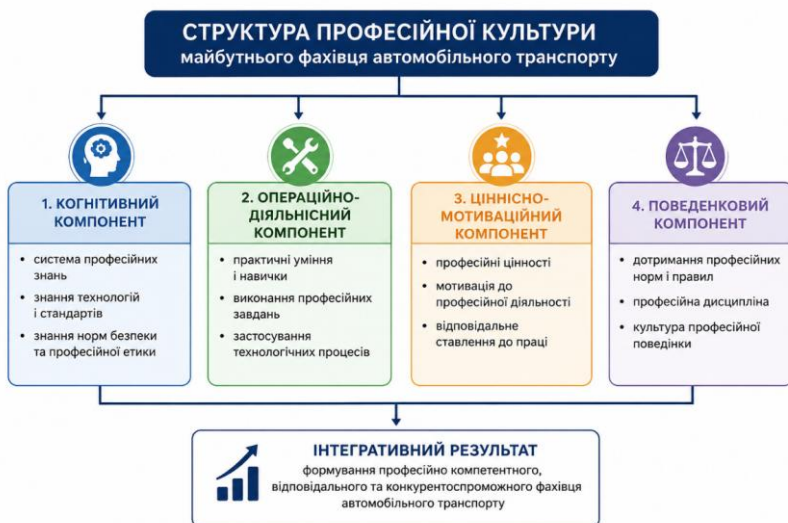 СТРУКТУРА ПРОФЕСІЙНОЇ КУЛЬТУРИ
майбутнього фахівця автомобільного транспорту
1. КОГНІТИВНИЙ
КОМПОНЕНТ
• система професійних
знань
• знання технологій
і стандартів
• знання норм безпеки
та професійної етики
2. ОПЕРАЦІЙНО-
ДІЯЛЬНІСНИЙ
КОМПОНЕНТ
• практичні уміння
і навички
• виконання професійних
завдань
• застосування
технологічних процесів
3. ЦІННІСНО-
МОТИВАЦІЙНИЙ
КОМПОНЕНТ
• професійні цінності
• мотивація до
професійної діяльності
• відповідальне
ставлення до праці
4. ПОВЕДЕНКОВИЙ
КОМПОНЕНТ
• дотримання професійних
норм і правил
• професійна дисципліна
• культура професійної
поведінки
ІНТЕГРАТИВНИЙ РЕЗУЛЬТАТ
формування професійно компетентного,
відповідального та конкурентоспроможного фахівця
автомобільного транспорту